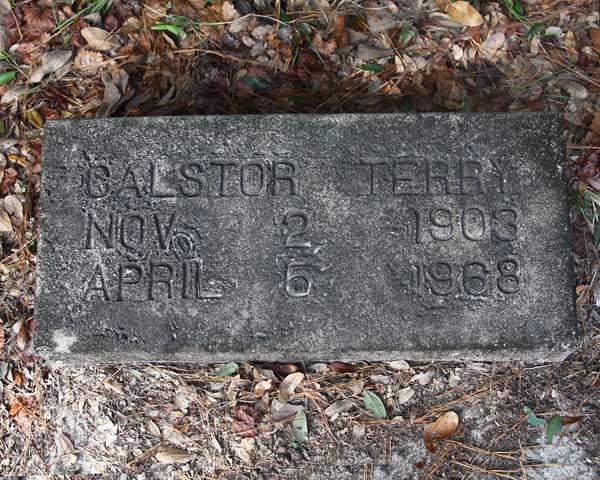 CALSTOR TERRY
NOV. 2 1903
APRIL 6 1968